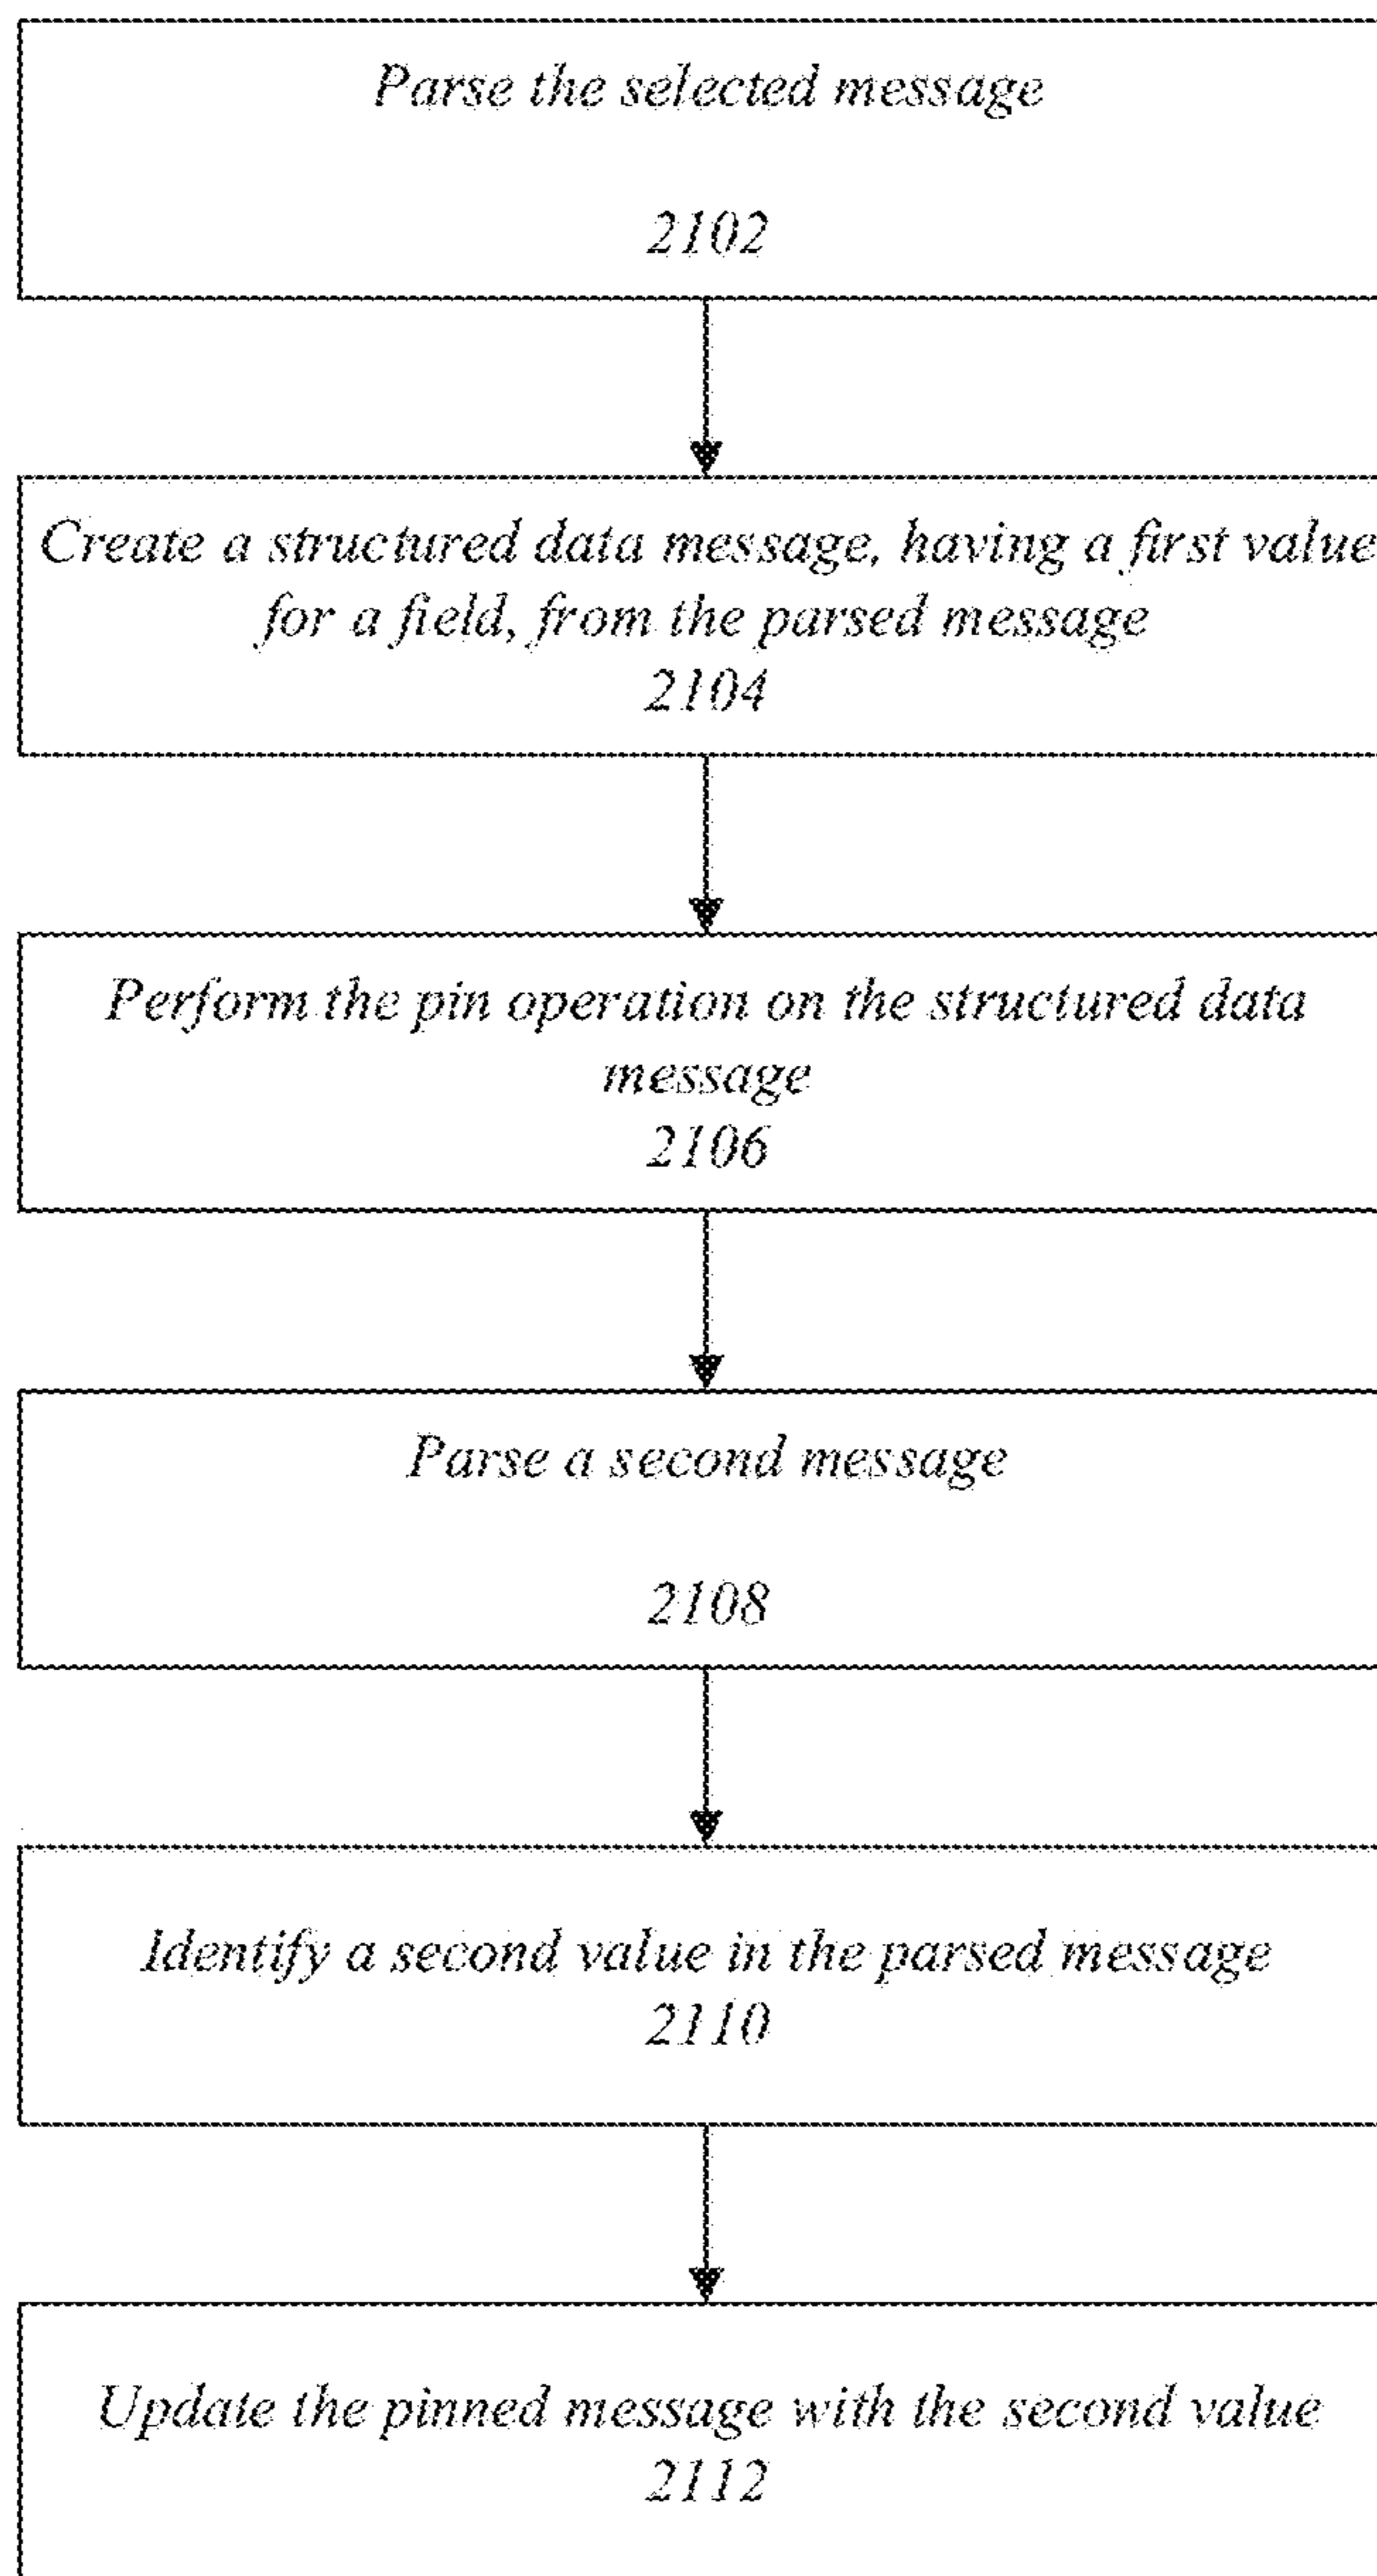 Parse the selected message
2102
Create a structured data message, having a first value
for a field, from the parsed message
2104
Perform the pin operation on the structured data
message
2106
Parse a second message
2108
Identify a second value in the parsed message
2110
Update the pinned message with the second value
2112